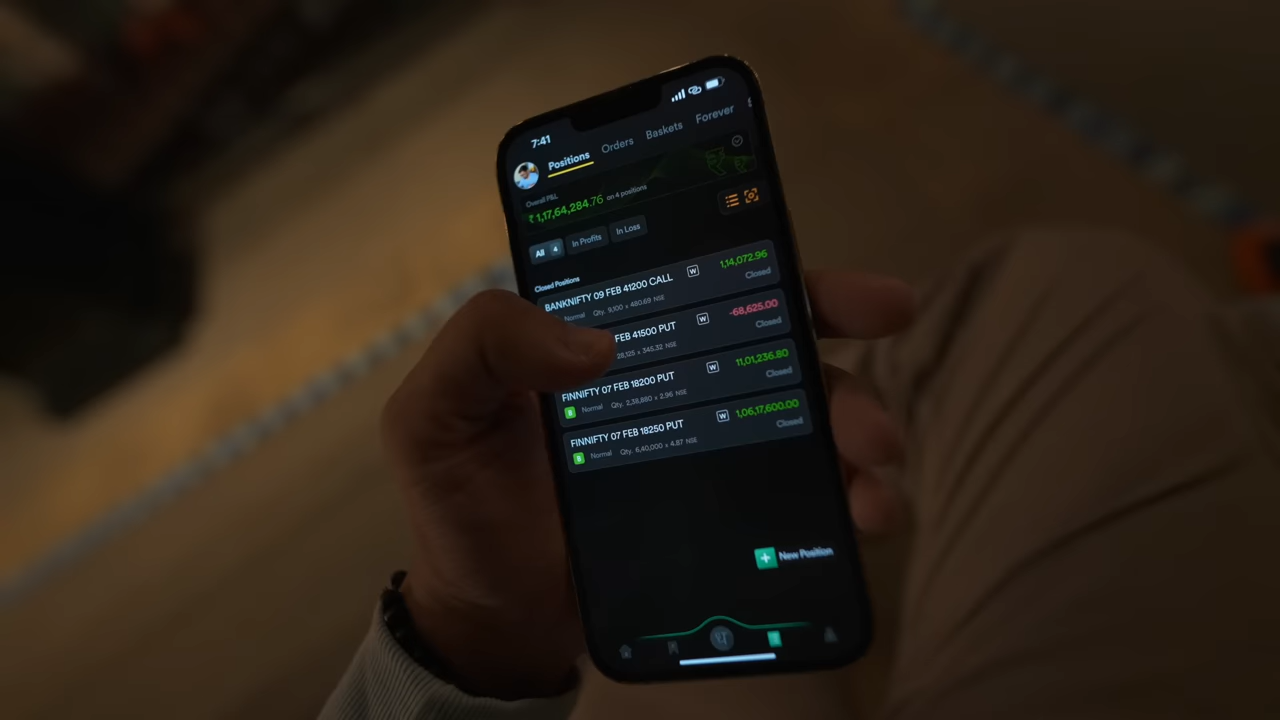 7:41
Positions Orders Baskets Forever
Overall P&L
₹ 1,17,64,284.76 on 4 positions
All 4 In Profits In Loss
Closed Positions
BANKNIFTY 09 FEB 41200 CALL W 1,14,072.96
Normal Qty. 9,100 x 480.69 NSE Closed
FEB 41500 PUT W -68,625.00
28,125 x 345.32 NSE Closed
FINNIFTY 07 FEB 18200 PUT W 11,01,236.80
B Normal Qty. 2,38,880 x 2.96 NSE Closed
FINNIFTY 07 FEB 18250 PUT W 1,06,17,600.00
B Normal Qty. 6,40,000 x 4.87 NSE Closed
+ New Position